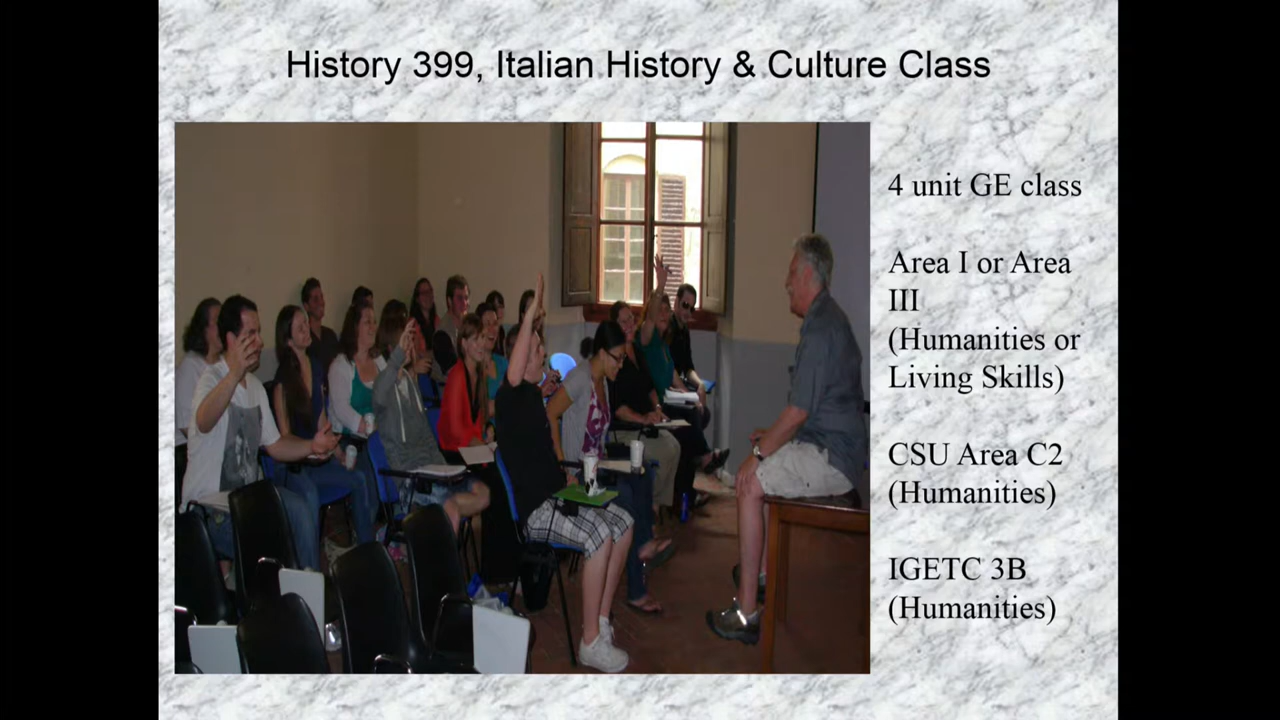 History 399, Italian History & Culture Class
4 unit GE class
Area I or Area
III
(Humanities or
Living Skills)
CSU Area C2
(Humanities)
IGETC 3B
(Humanities)